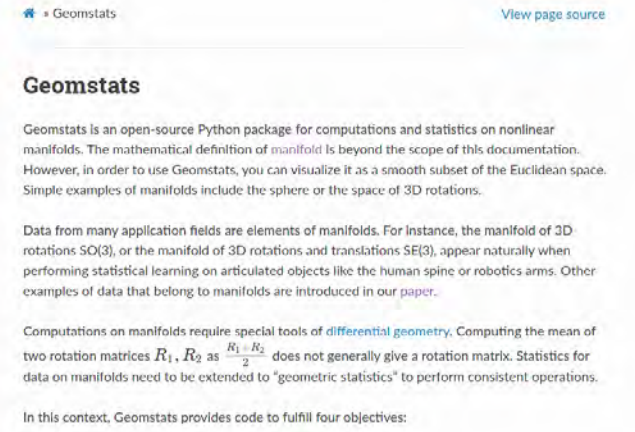 » Geomstats
View page source
Geomstats
Geomstats is an open-source Python package for computations and statistics on nonlinear
manifolds. The mathematical definition of manifold is beyond the scope of this documentation.
However, in order to use Geomstats, you can visualize it as a smooth subset of the Euclidean space.
Simple examples of manifolds include the sphere or the space of 3D rotations.
Data from many application fields are elements of manifolds. For instance, the manifold of 3D
rotations SO(3), or the manifold of 3D rotations and translations SE(3), appear naturally when
performing statistical learning on articulated objects like the human spine or robotics arms. Other
examples of data that belong to manifolds are introduced in our paper.
Computations on manifolds require special tools of differential geometry. Computing the mean of
two rotation matrices R₁, R₂ as (R₁+R₂)/2 does not generally give a rotation matrix. Statistics for
data on manifolds need to be extended to "geometric statistics" to perform consistent operations.
In this context, Geomstats provides code to fulfill four objectives: